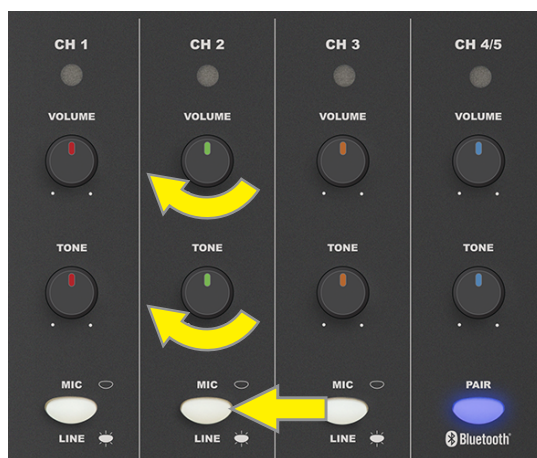 CH 1 CH 2 CH 3 CH 4/5
VOLUME VOLUME VOLUME VOLUME
TONE TONE TONE TONE
MIC MIC MIC PAIR
LINE LINE LINE Bluetooth®